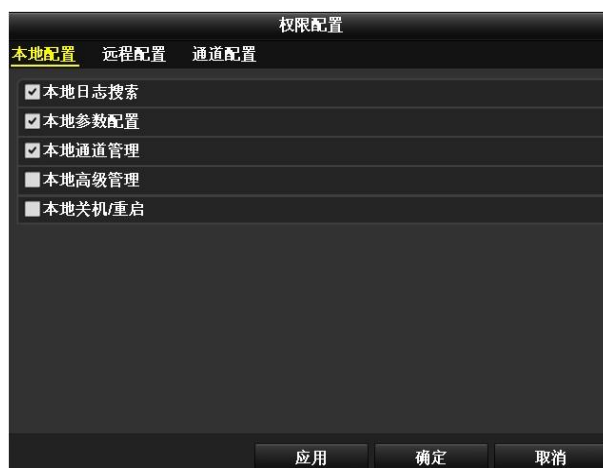 权限配置
本地配置 远程配置 通道配置
本地日志搜索
本地参数配置
本地通道管理
本地高级管理
本地关机/重启
应用 确定 取消